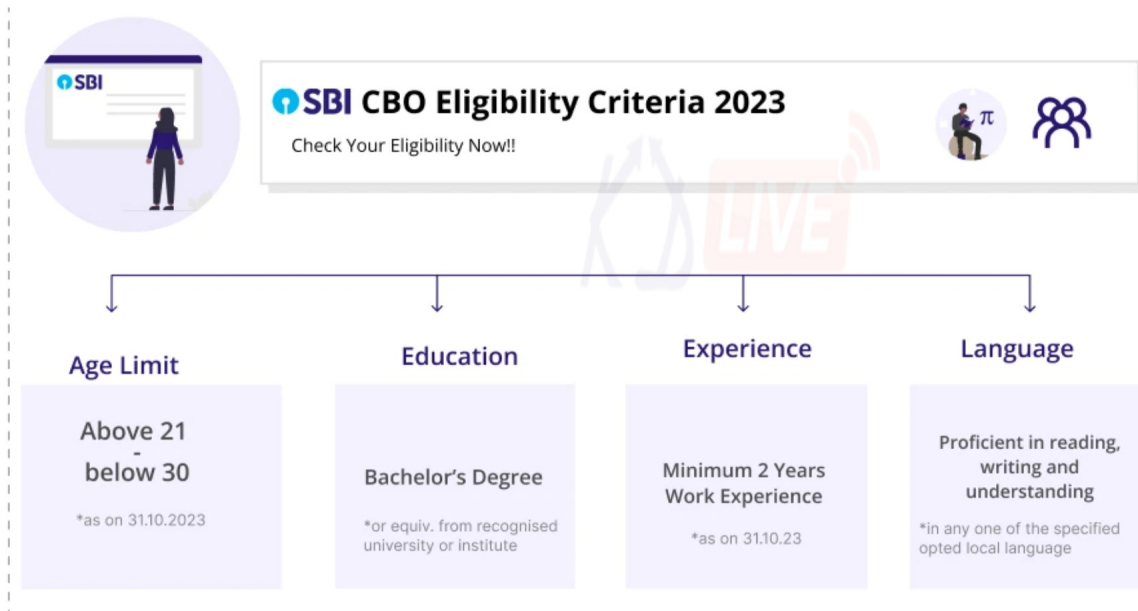 SBI
SBI CBO Eligibility Criteria 2023
Check Your Eligibility Now!!
π
LIVE
Age Limit
Above 21
-
below 30
*as on 31.10.2023
Education
Bachelor's Degree
*or equiv. from recognised
university or institute
Experience
Minimum 2 Years
Work Experience
*as on 31.10.23
Language
Proficient in reading,
writing and
understanding
*in any one of the specified
opted local language